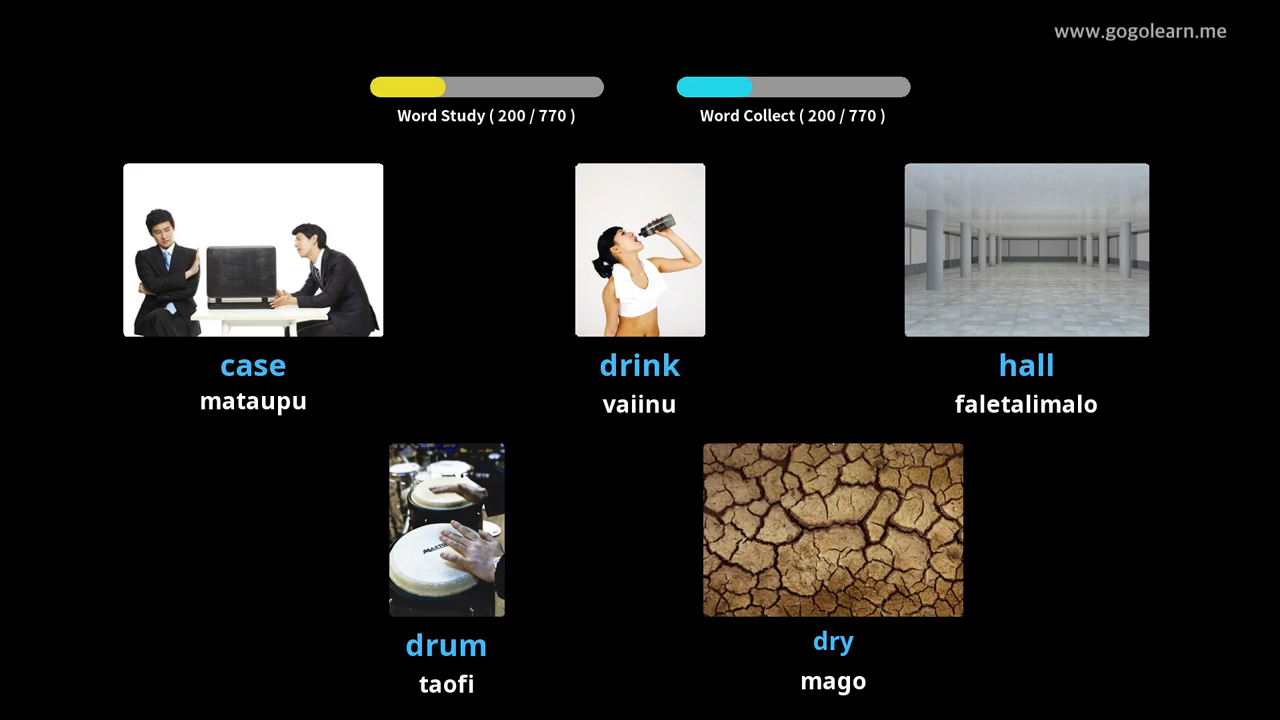 www.gogolearn.me
Word Study ( 200 / 770 )
Word Collect ( 200 / 770 )
case
mataupu
drink
vaiinu
hall
faletalimalo
drum
taofi
dry
mago